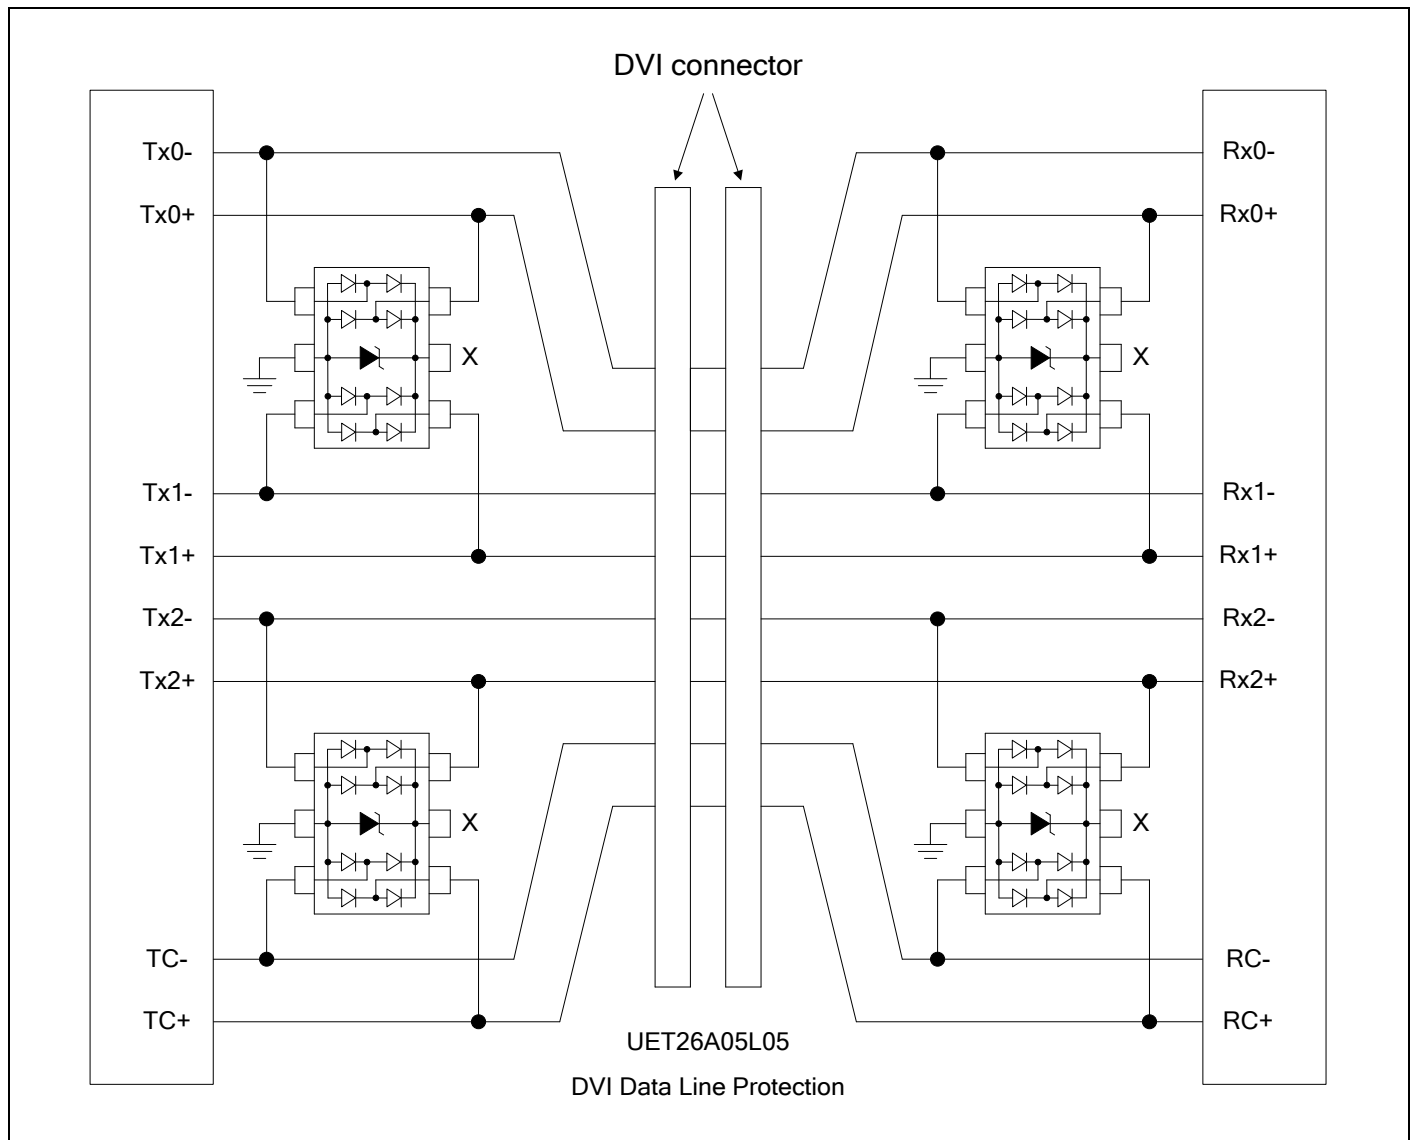 DVI connector
Tx0-
Rx0-
Tx0+
Rx0+
X
X
Tx1-
Rx1-
Tx1+
Rx1+
Tx2-
Rx2-
Tx2+
Rx2+
X
X
TC-
RC-
TC+
RC+
UET26A05L05
DVI Data Line Protection